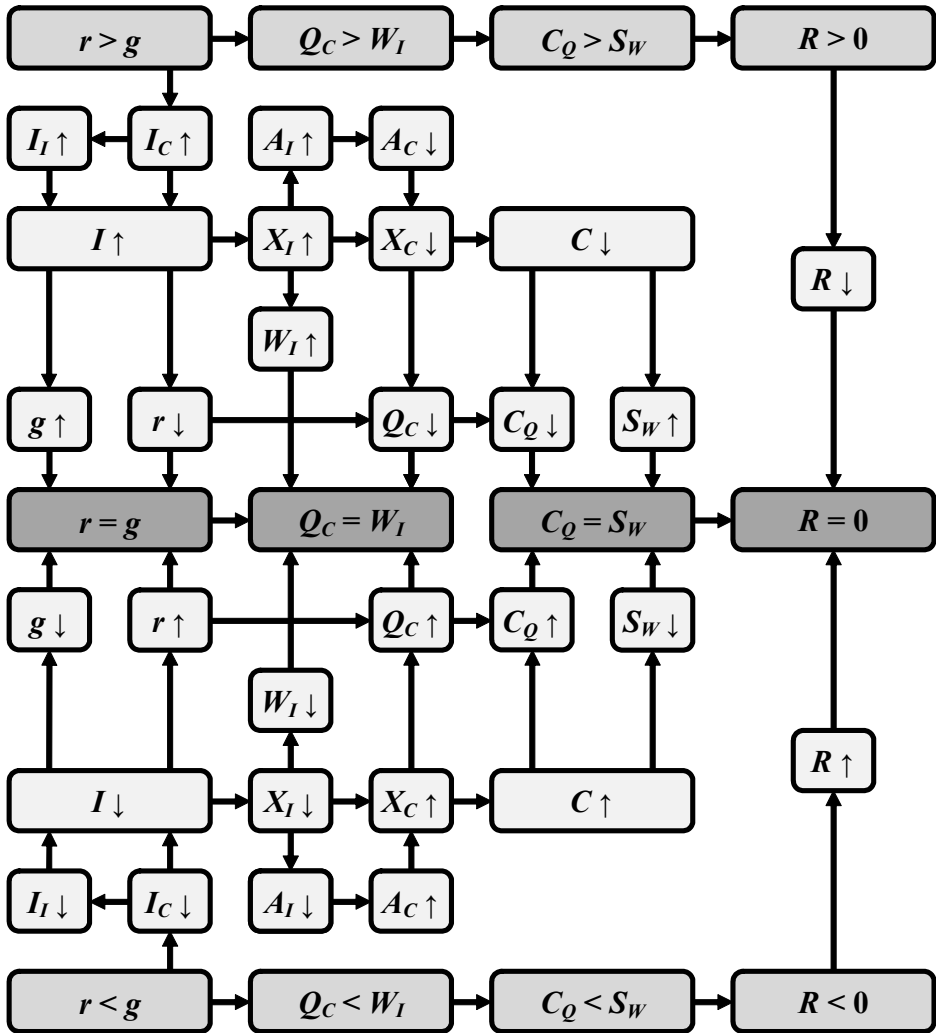 r > g Q_C > W_I C_Q > S_W R > 0
I_I ↑ I_C ↑ A_I ↑ A_C ↓
I ↑ X_I ↑ X_C ↓ C ↓
R ↓
W_I ↑
g ↑ r ↓ Q_C ↓ C_Q ↓ S_W ↑
r = g Q_C = W_I C_Q = S_W R = 0
g ↓ r ↑ Q_C ↑ C_Q ↑ S_W ↓
W_I ↓
R ↑
I ↓ X_I ↓ X_C ↑ C ↑
I_I ↓ I_C ↓ A_I ↓ A_C ↑
r < g Q_C < W_I C_Q < S_W R < 0